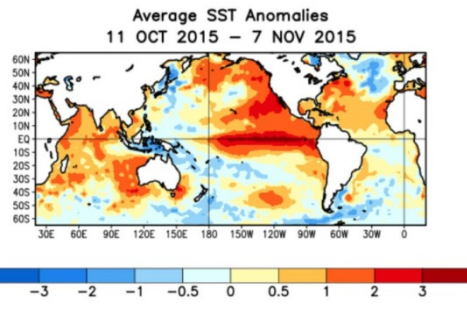 Average SST Anomalies
11 OCT 2015 – 7 NOV 2015
60N
50N
40N
30N
20N
10N
EQ
10S
20S
30S
40S
50S
60S
30E 60E 90E 120E 150E 180 150W 120W 90W 60W 30W 0
-3 -2 -1 -0.5 0 0.5 1 2 3